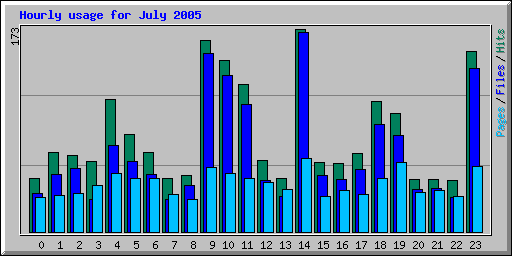 Hourly usage for July 2005
173
Pages/Files/Hits
0 1 2 3 4 5 6 7 8 9 10 11 12 13 14 15 16 17 18 19 20 21 22 23